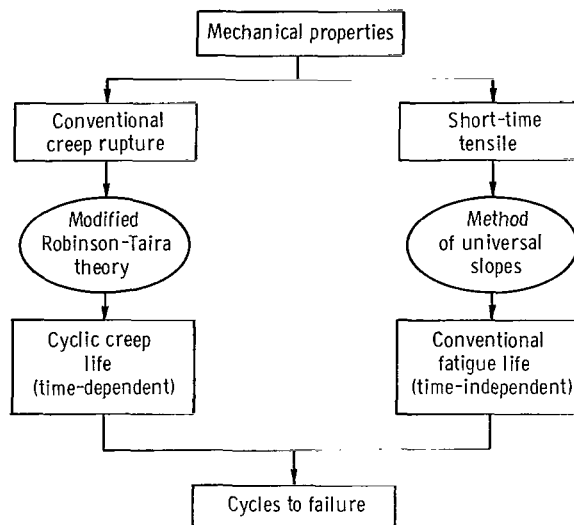 Mechanical properties
Conventional
creep rupture
Short-time
tensile
Modified
Robinson-Taira
theory
Method
of universal
slopes
Cyclic creep
life
(time-dependent)
Conventional
fatigue life
(time-independent)
Cycles to failure